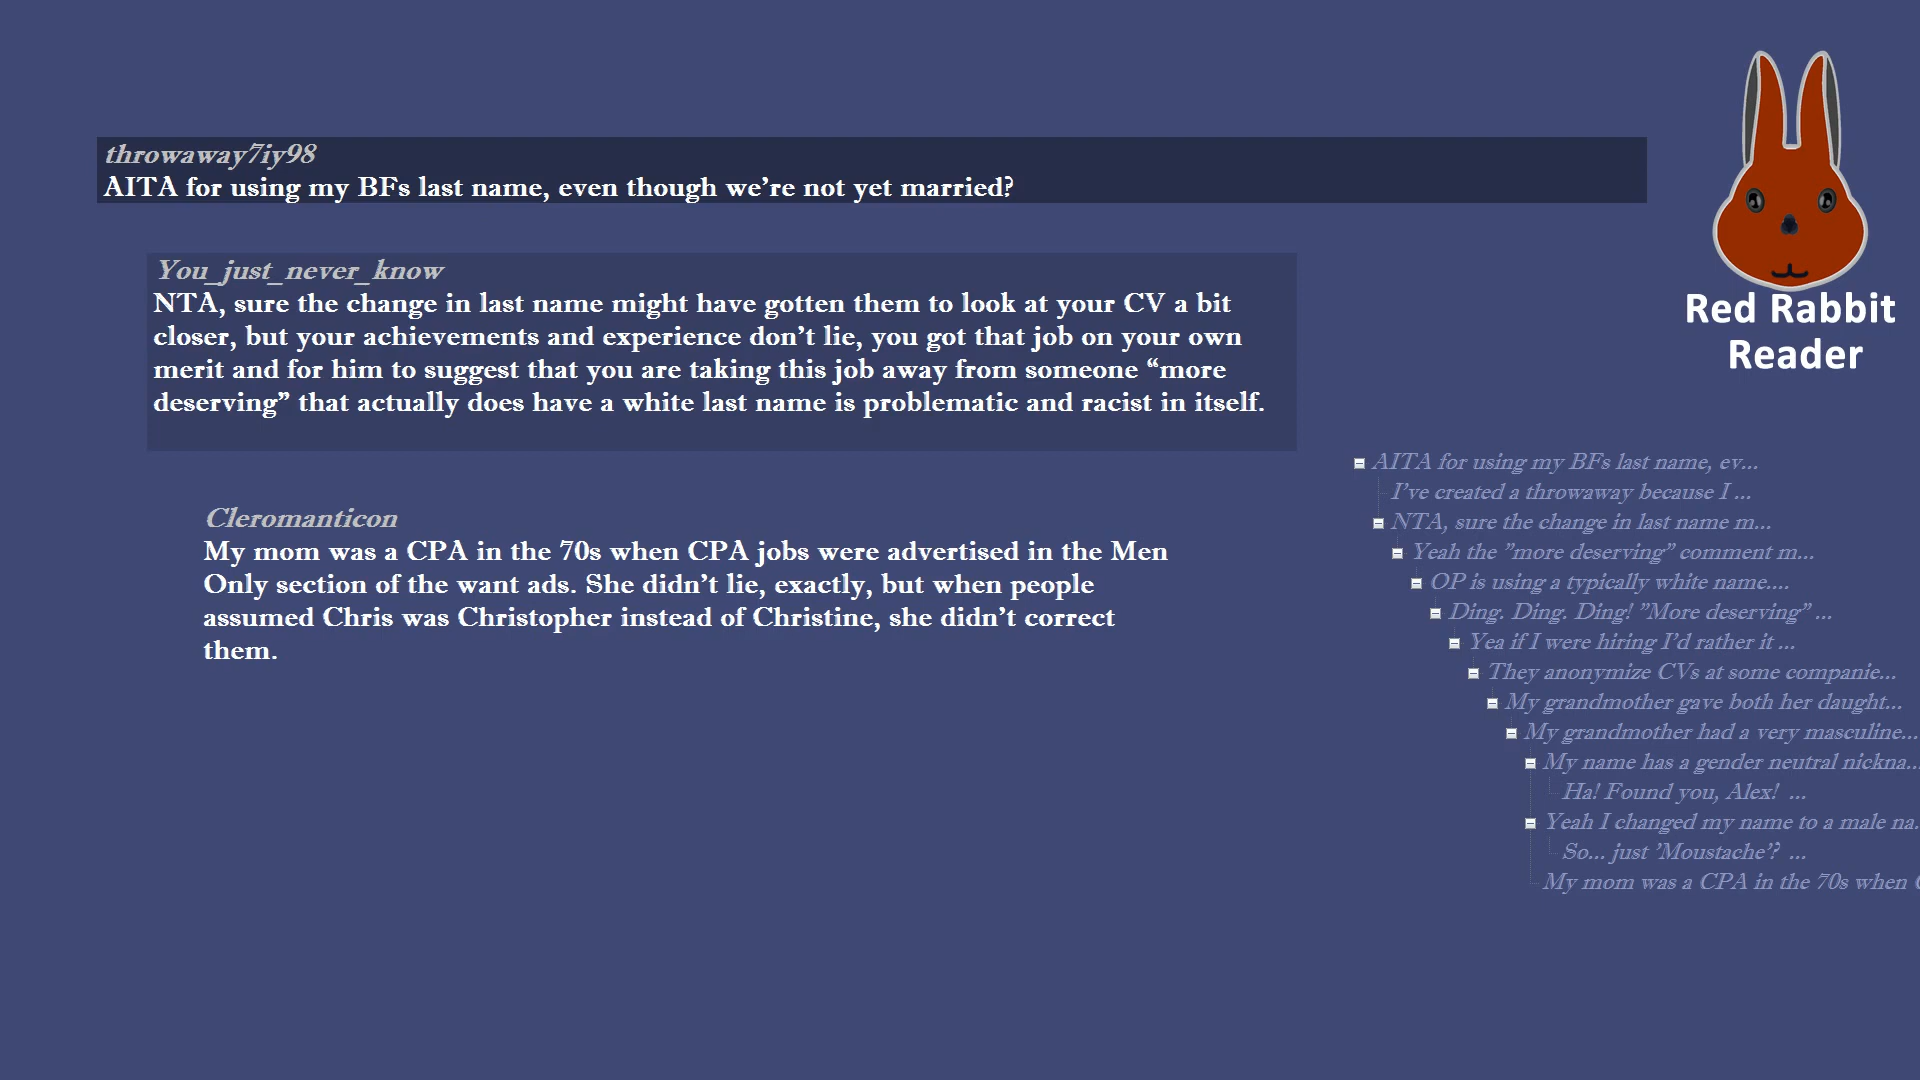 throwaway7iy98
AITA for using my BFs last name, even though we’re not yet married?
You_just_never_know
NTA, sure the change in last name might have gotten them to look at your CV a bit
closer, but your achievements and experience don’t lie, you got that job on your own
merit and for him to suggest that you are taking this job away from someone “more
deserving” that actually does have a white last name is problematic and racist in itself.
Cleromanticon
My mom was a CPA in the 70s when CPA jobs were advertised in the Men
Only section of the want ads. She didn’t lie, exactly, but when people
assumed Chris was Christopher instead of Christine, she didn’t correct
them.
Red Rabbit
Reader
AITA for using my BFs last name, ev...
I’ve created a throwaway because I ...
NTA, sure the change in last name m...
Yeah the ”more deserving” comment m...
OP is using a typically white name....
Ding. Ding. Ding! ”More deserving” ...
Yea if I were hiring I’d rather it ...
They anonymize CVs at some companie...
My grandmother gave both her daught...
My grandmother had a very masculine...
My name has a gender neutral nickna...
Ha! Found you, Alex! ...
Yeah I changed my name to a male na.
So... just ’Moustache’? ...
My mom was a CPA in the 70s when